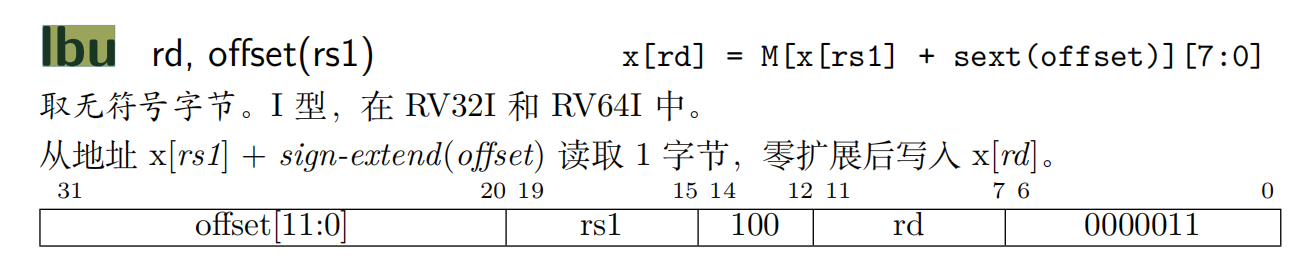 lbu rd, offset(rs1) x[rd] = M[x[rs1] + sext(offset)][7:0]
取无符号字节。I 型，在 RV32I 和 RV64I 中。
从地址 x[rs1] + sign-extend(offset) 读取 1 字节，零扩展后写入 x[rd]。
31 20 19 15 14 12 11 7 6 0
offset[11:0] rs1 100 rd 0000011